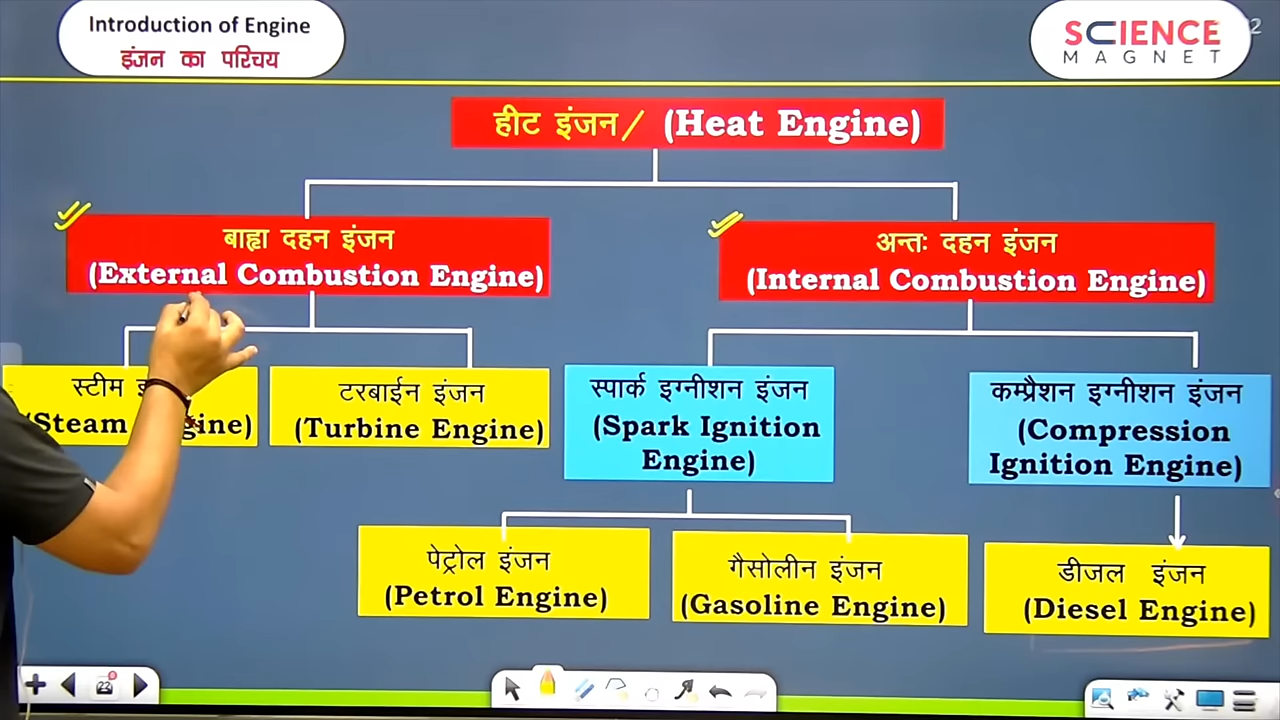 Introduction of Engine
इंजन का परिचय
SCIENCE
MAGNET
2
हीट इंजन/ (Heat Engine)
बाह्रा दहन इंजन
(External Combustion Engine)
अन्तः दहन इंजन
(Internal Combustion Engine)
स्टीम
(Steam
टरबाईन इंजन
(Turbine Engine)
स्पार्क इग्नीशन इंजन
(Spark Ignition
Engine)
कम्प्रैशन इग्नीशन इंजन
(Compression
Ignition Engine)
पेट्रोल इंजन
(Petrol Engine)
गैसोलीन इंजन
(Gasoline Engine)
डीजल इंजन
(Diesel Engine)
22